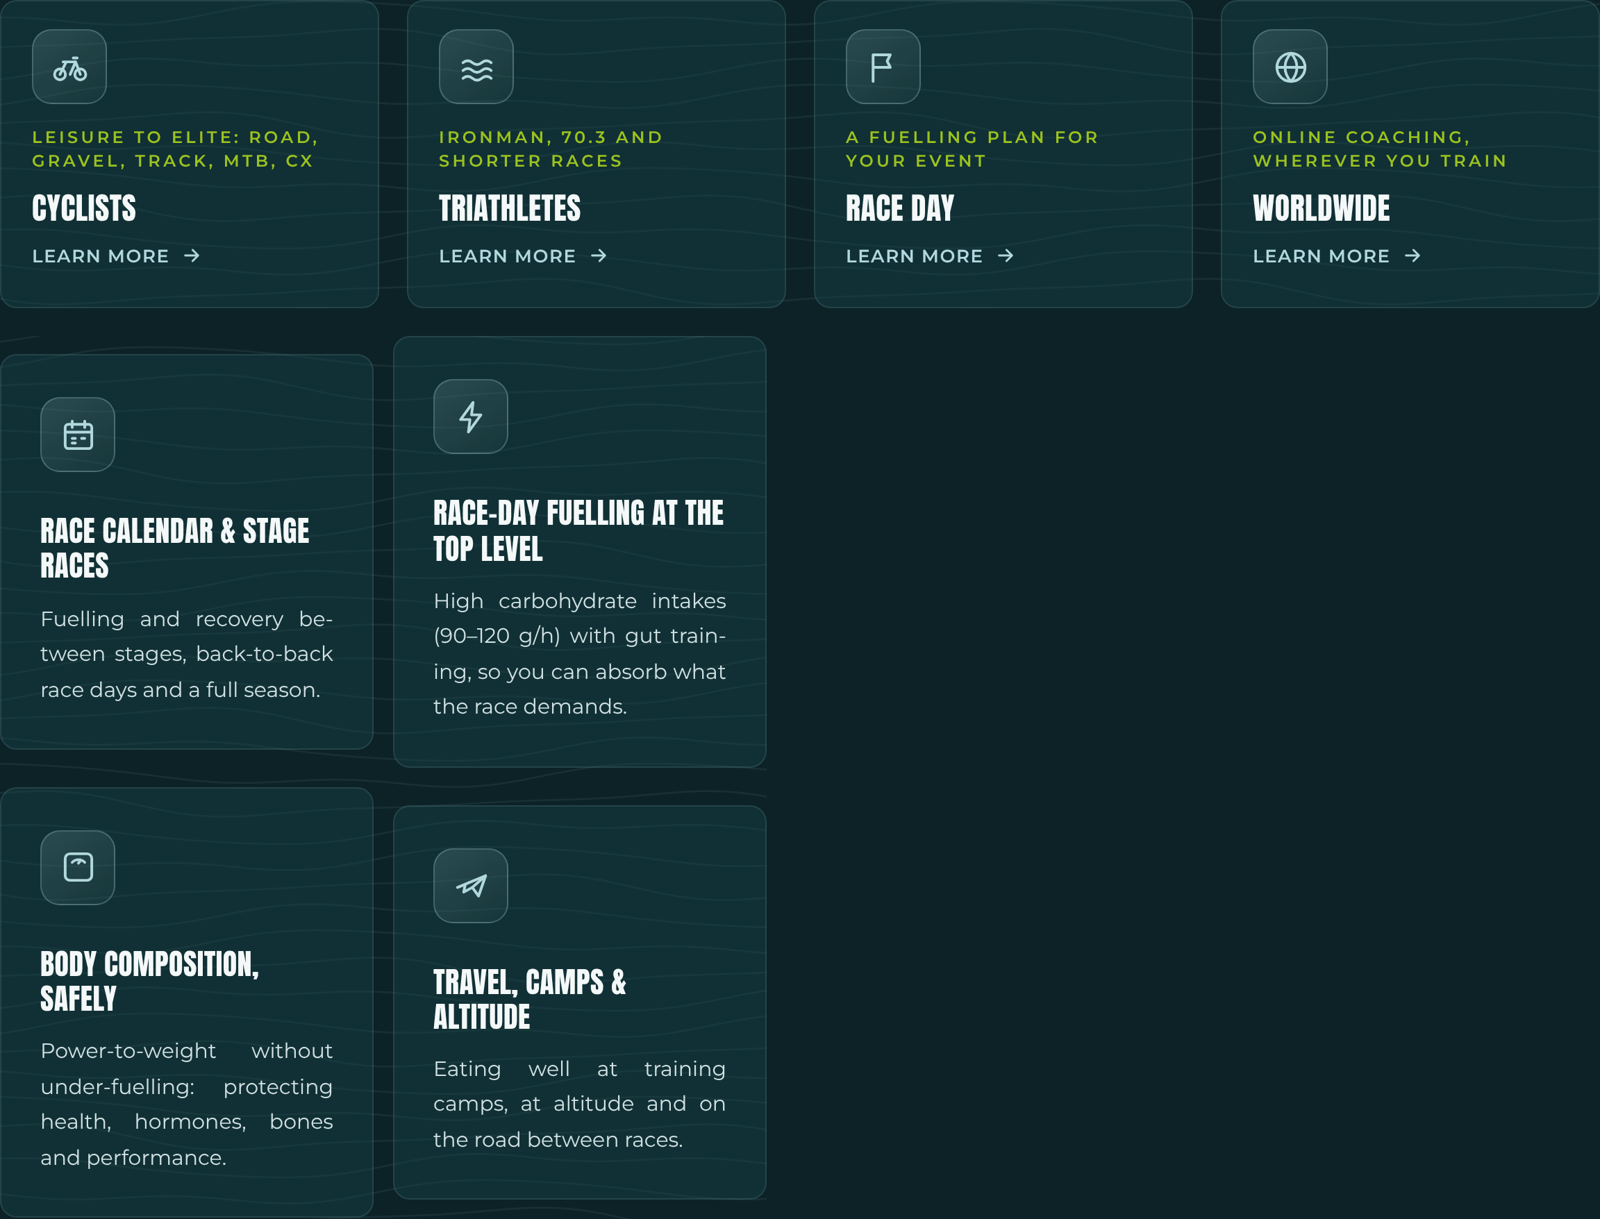 LEISURE TO ELITE: ROAD,
GRAVEL, TRACK, MTB, CX
CYCLISTS
LEARN MORE →
IRONMAN, 70.3 AND
SHORTER RACES
TRIATHLETES
LEARN MORE →
A FUELLING PLAN FOR
YOUR EVENT
RACE DAY
LEARN MORE →
ONLINE COACHING,
WHEREVER YOU TRAIN
WORLDWIDE
LEARN MORE →
RACE CALENDAR & STAGE
RACES
Fuelling and recovery be-
tween stages, back-to-back
race days and a full season.
RACE-DAY FUELLING AT THE
TOP LEVEL
High carbohydrate intakes
(90–120 g/h) with gut train-
ing, so you can absorb what
the race demands.
BODY COMPOSITION,
SAFELY
Power-to-weight without
under-fuelling: protecting
health, hormones, bones
and performance.
TRAVEL, CAMPS &
ALTITUDE
Eating well at training
camps, at altitude and on
the road between races.